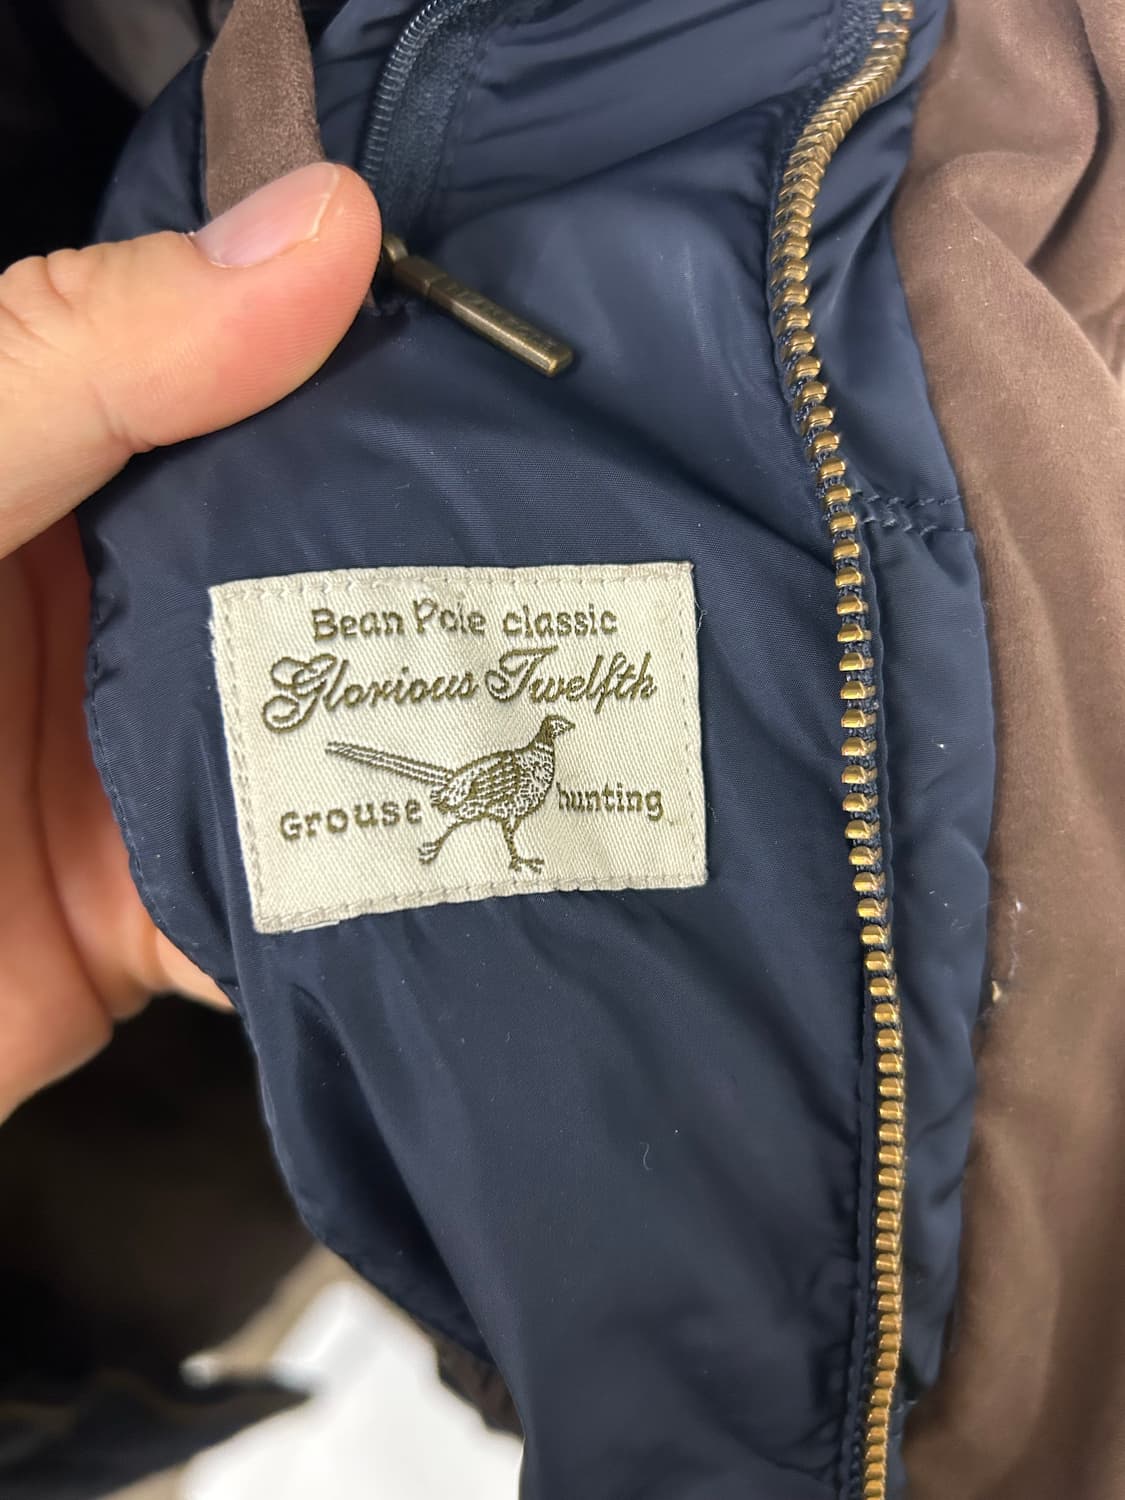 Bean Pole classic
Glorious Twelfth
Grouse hunting